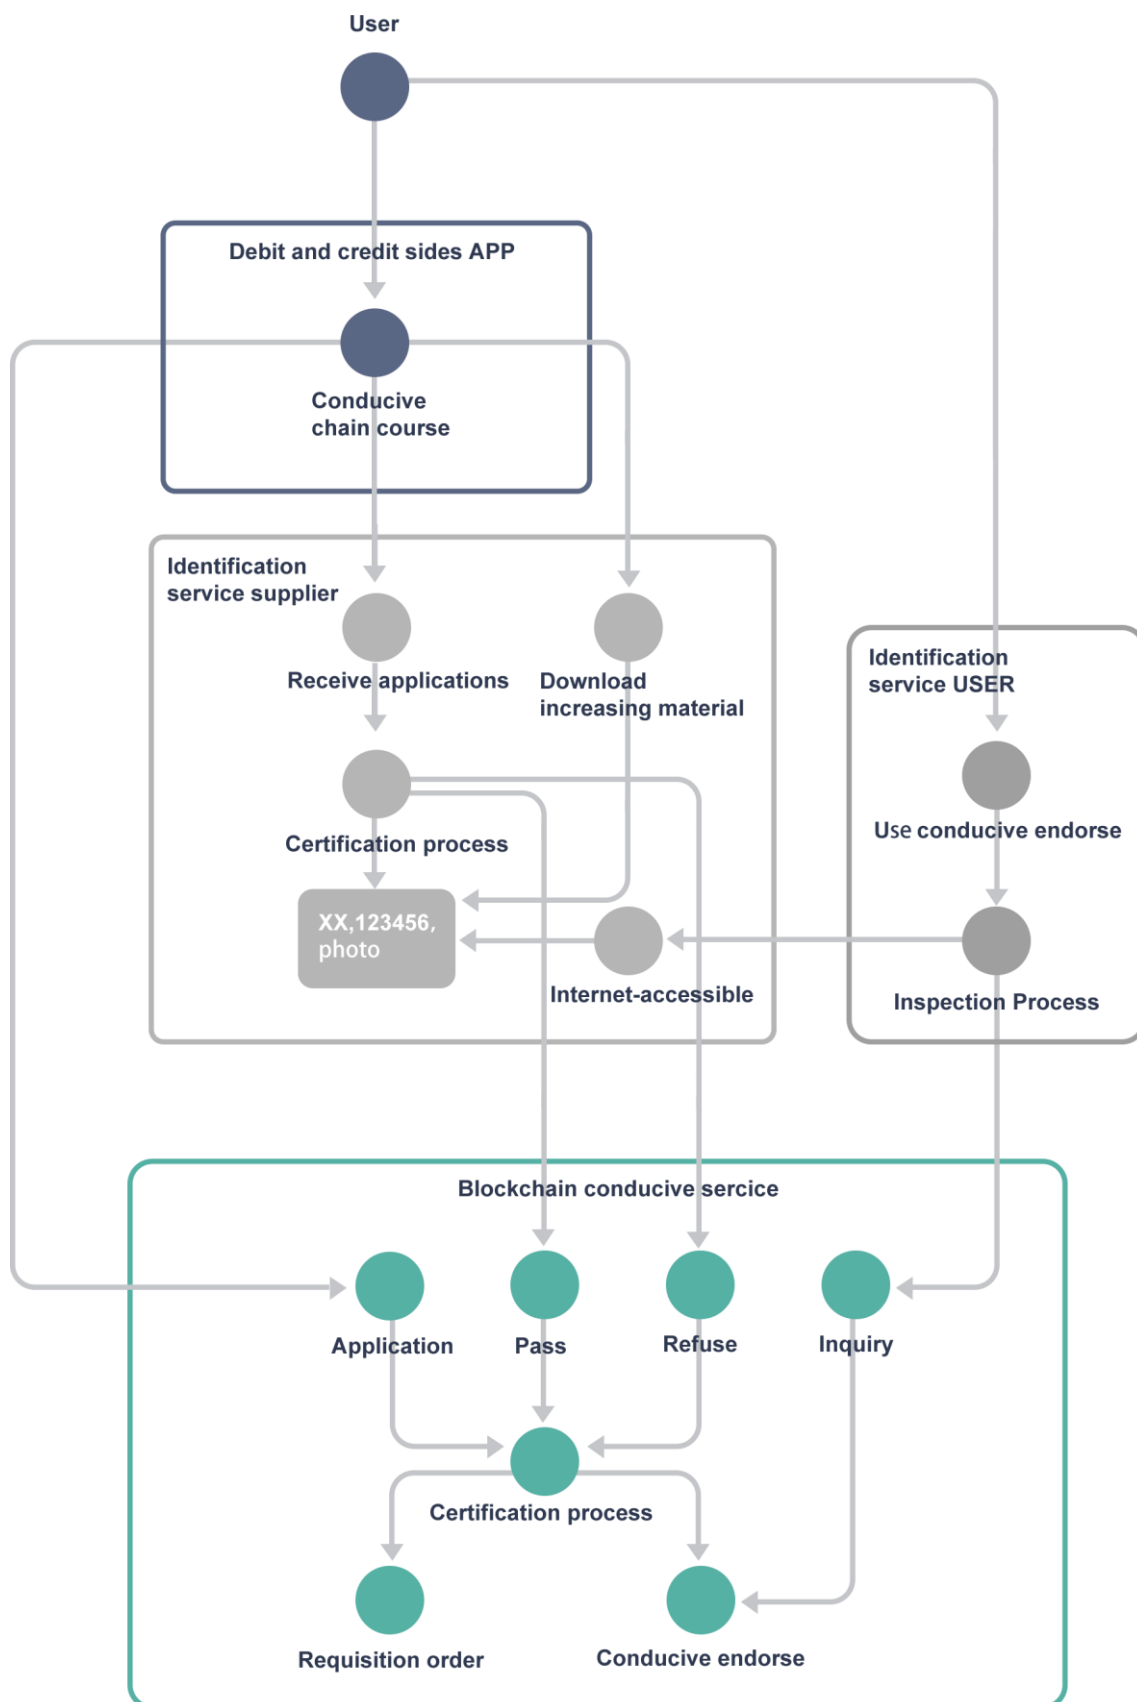 User
Debit and credit sides APP
Conducive
chain course
Identification
service supplier
Receive applications
Download
increasing material
Identification
service USER
Certification process
Use conducive endorse
XX,123456,
photo
Internet-accessible
Inspection Process
Blockchain conducive sercice
Application
Pass
Refuse
Inquiry
Certification process
Requisition order
Conducive endorse